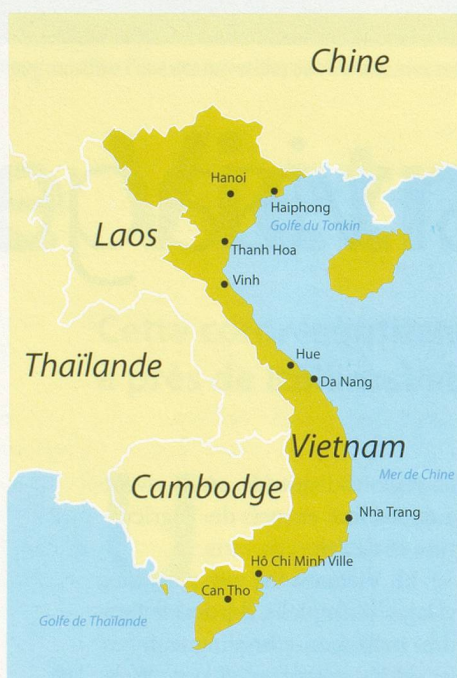 Chine
Hanoi
Haiphong
Golfe du Tonkin
Laos
Thanh Hoa
Vinh
Hue
Thaïlande
Da Nang
Vietnam
Mer de Chine
Cambodge
Nha Trang
Hô Chi Minh Ville
Can Tho
Golfe de Thaïlande